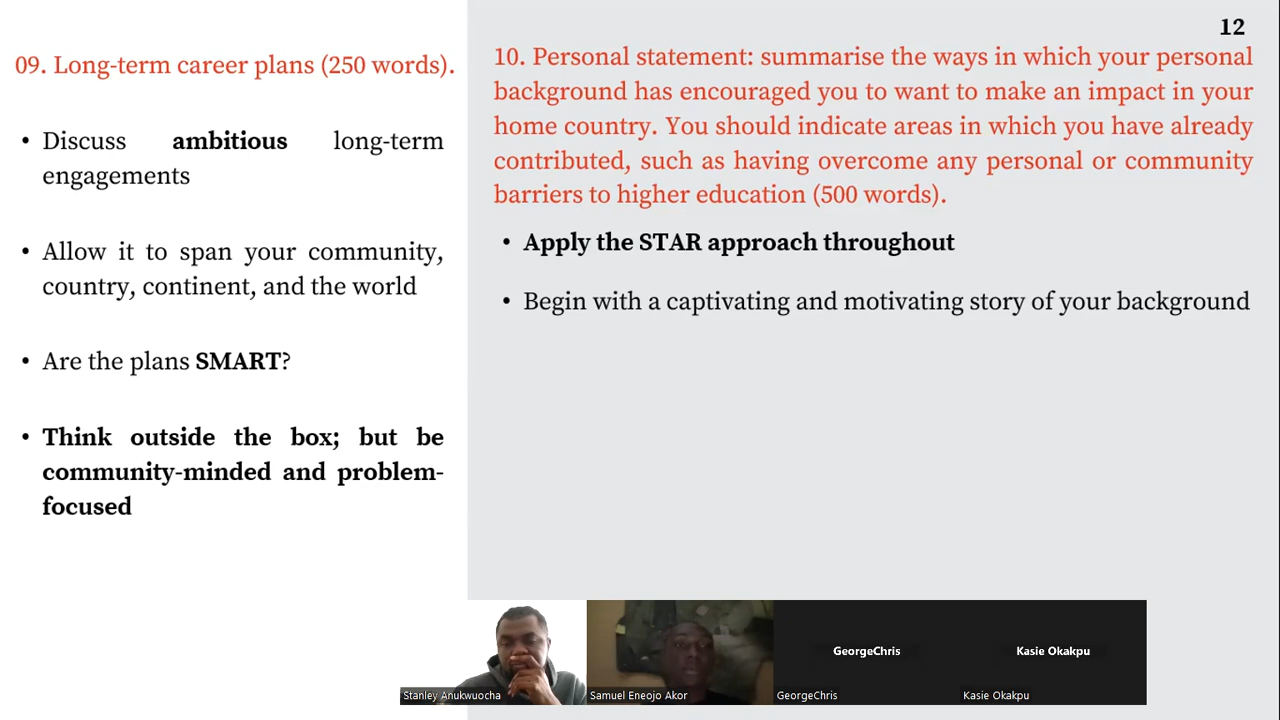 12
09. Long-term career plans (250 words).
• Discuss ambitious long-term
engagements
• Allow it to span your community,
country, continent, and the world
• Are the plans SMART?
• Think outside the box; but be
community-minded and problem-
focused
10. Personal statement: summarise the ways in which your personal
background has encouraged you to want to make an impact in your
home country. You should indicate areas in which you have already
contributed, such as having overcome any personal or community
barriers to higher education (500 words).
• Apply the STAR approach throughout
• Begin with a captivating and motivating story of your background
GeorgeChris
Kasie Okakpu
Stanley Anukwuocha
Samuel Eneojo Akor
GeorgeChris
Kasie Okakpu